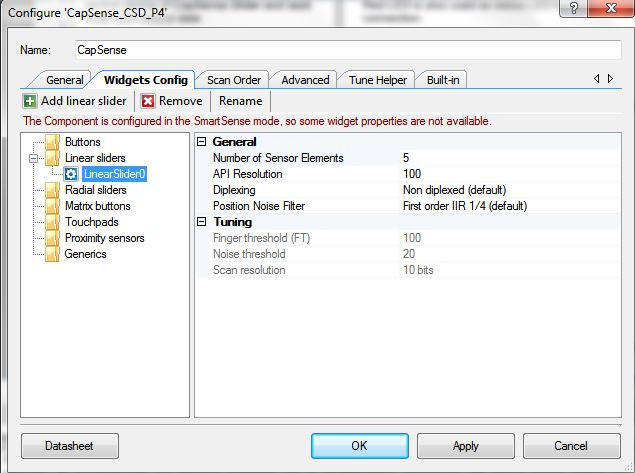 Configure 'CapSense_CSD_P4'
Name: CapSense
General Widgets Config Scan Order Advanced Tune Helper Built-in
Add linear slider Remove Rename
The Component is configured in the SmartSense mode, so some widget properties are not available.
Buttons
Linear sliders
LinearSlider0
Radial sliders
Matrix buttons
Touchpads
Proximity sensors
Generics
General
Number of Sensor Elements 5
API Resolution 100
Diplexing Non diplexed (default)
Position Noise Filter First order IIR 1/4 (default)
Tuning
Finger threshold (FT) 100
Noise threshold 20
Scan resolution 10 bits
Datasheet OK Apply Cancel